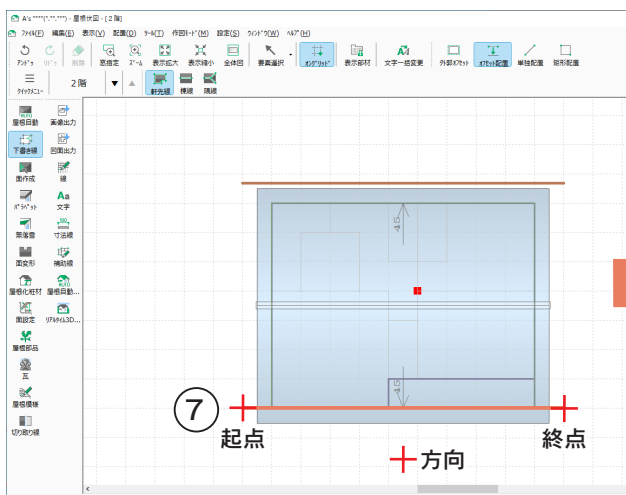 A's ****(*.**.***) - 屋根伏図 - [2 階]
ﾌｧｲﾙ(F) 編集(E) 表示(V) 配置(D) ﾂｰﾙ(T) 作図ﾓｰﾄﾞ(M) 設定(S) ｳｨﾝﾄﾞｳ(W) ﾍﾙﾌﾟ(H)
ｱﾝﾄﾞｩ ﾘﾄﾞｩ 削除 窓指定 ｽﾞｰﾑ 表示拡大 表示縮小 全体図 要素選択 ｵﾝｸﾞﾘｯﾄﾞ 表示部材 文字一括変更 外郭ｵﾌｾｯﾄ ｵﾌｾｯﾄ配置 単独配置 矩形配置
ｸｲｯｸﾒﾆｭｰ 2階 ▼ ▲ 軒先線 棟線 隅線
屋根自動 画像出力
下書き線 図面出力
面作成 線
ﾊﾟﾗﾍﾟｯﾄ 文字
無落雪 寸法線
面変形 補助線
屋根化粧材 屋根自動...
面設定 ﾘｱﾙﾀｲﾑ3D...
屋根部品
瓦
屋根模様
切り取り線
45
45
⑦
起点
終点
方向